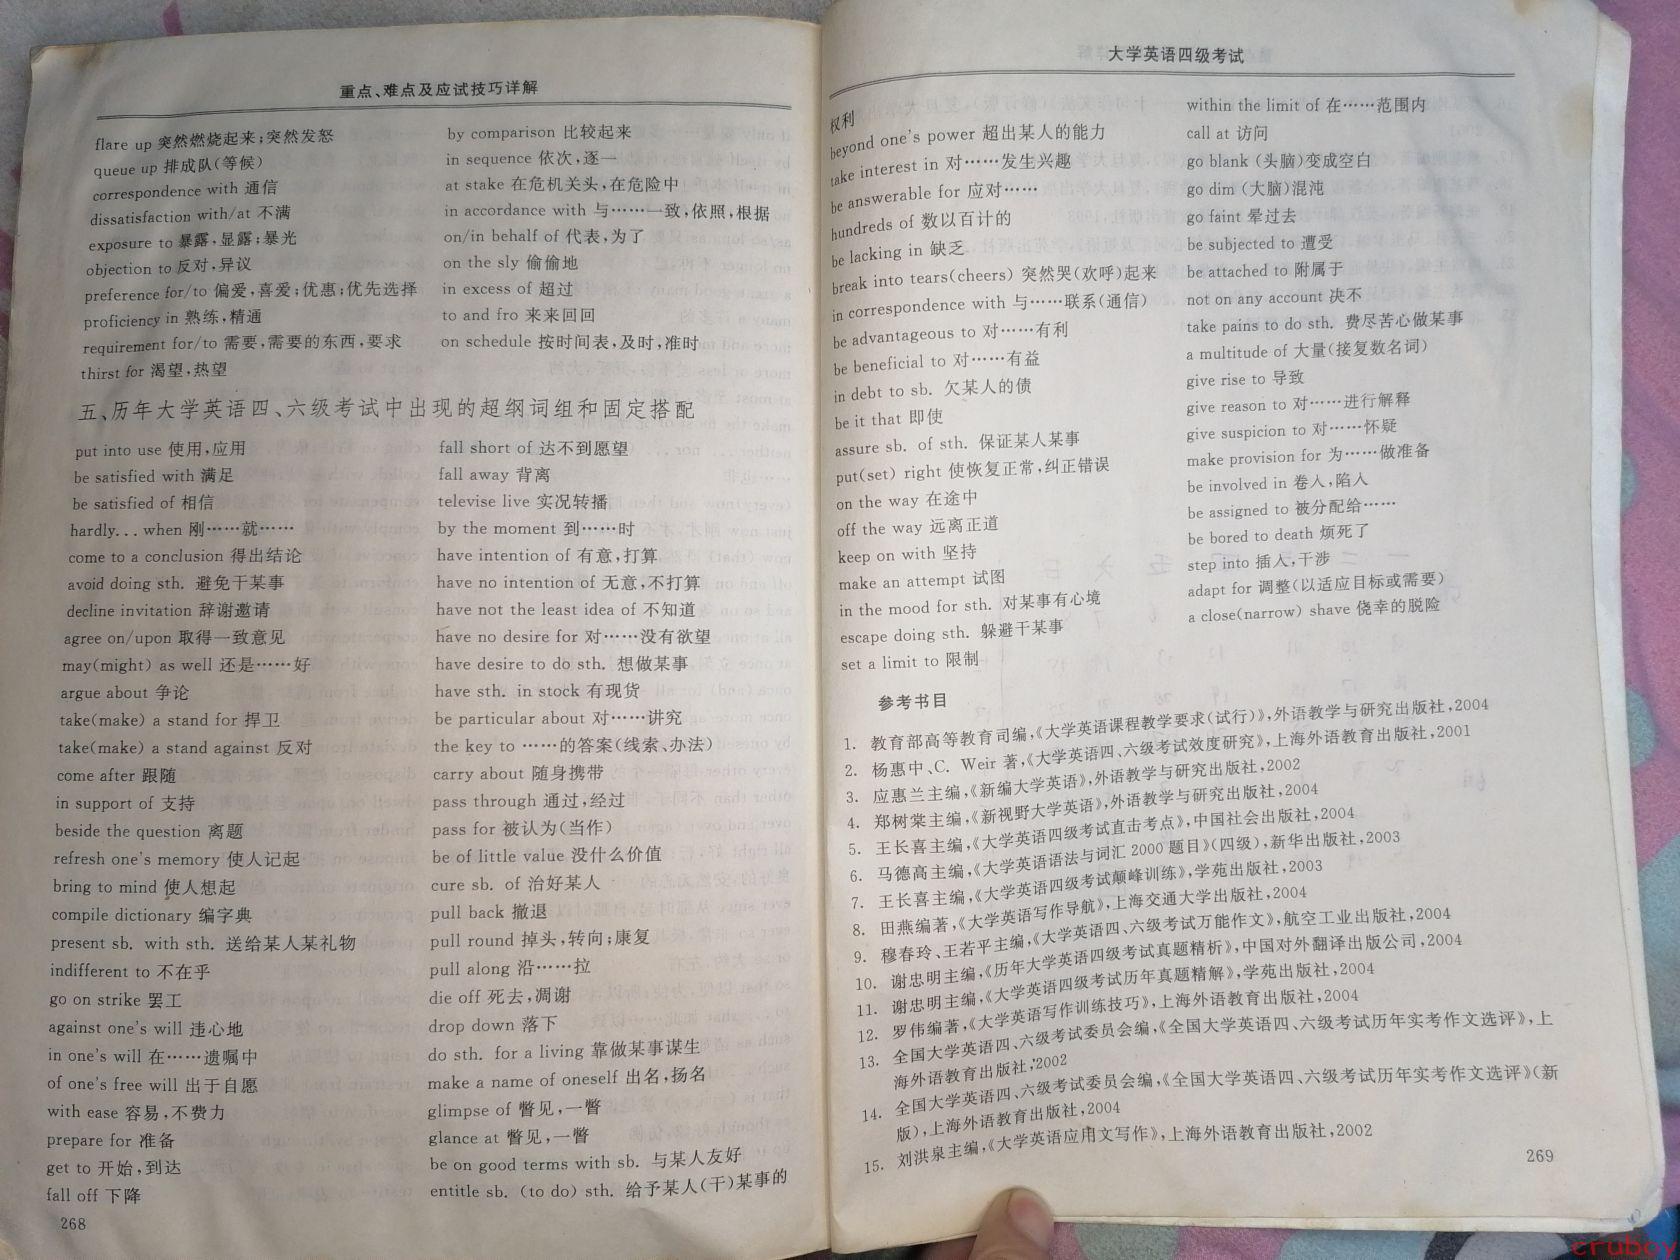 重点、难点及应试技巧详解
flare up 突然燃烧起来;突然发怒
queue up 排成队(等候)
correspondence with 通信
dissatisfaction with/at 不满
exposure to 暴露,显露;曝光
objection to 反对,异议
preference for/to 偏爱,喜爱;优惠;优先选择
proficiency in 熟练,精通
requirement for/to 需要,需要的东西,要求
thirst for 渴望,热望
by comparison 比较起来
in sequence 依次,逐一
at stake 在危机关头,在危险中
in accordance with 与……一致,依照,根据
on/in behalf of 代表,为了
on the sly 偷偷地
in excess of 超过
to and fro 来来回回
on schedule 按时间表,及时,准时
五、历年大学英语四、六级考试中出现的超纲词组和固定搭配
put into use 使用,应用
be satisfied with 满足
be satisfied of 相信
hardly...when 刚……就……
come to a conclusion 得出结论
avoid doing sth. 避免干某事
decline invitation 辞谢邀请
agree on/upon 取得一致意见
may(might) as well 还是……好
argue about 争论
take(make) a stand for 捍卫
take(make) a stand against 反对
come after 跟随
in support of 支持
beside the question 离题
refresh one's memory 使人记起
bring to mind 使人想起
compile dictionary 编字典
present sb. with sth. 送给某人某礼物
indifferent to 不在乎
go on strike 罢工
against one's will 违心地
in one's will 在……遗嘱中
of one's free will 出于自愿
with ease 容易,不费力
prepare for 准备
get to 开始,到达
fall off 下降
fall short of 达不到愿望
fall away 背离
televise live 实况转播
by the moment 到……时
have intention of 有意,打算
have no intention of 无意,不打算
have not the least idea of 不知道
have no desire for 对……没有欲望
have desire to do sth. 想做某事
have sth. in stock 有现货
be particular about 对……讲究
the key to ……的答案(线索、办法)
carry about 随身携带
pass through 通过,经过
pass for 被认为(当作)
be of little value 没什么价值
cure sb. of 治好某人
pull back 撤退
pull round 掉头,转向;康复
pull along 沿……拉
die off 死去,凋谢
drop down 落下
do sth. for a living 靠做某事谋生
make a name of oneself 出名,扬名
glimpse of 瞥见,一瞥
glance at 瞥见,一瞥
be on good terms with sb. 与某人友好
entitle sb. (to do) sth. 给予某人(干)某事的
268
大学英语四级考试
权利
beyond one's power 超出某人的能力
take interest in 对……发生兴趣
be answerable for 应对……
hundreds of 数以百计的
be lacking in 缺乏
break into tears(cheers) 突然哭(欢呼)起来
in correspondence with 与……联系(通信)
be advantageous to 对……有利
be beneficial to 对……有益
in debt to sb. 欠某人的债
be it that 即使
assure sb. of sth. 保证某人某事
put(set) right 使恢复正常,纠正错误
on the way 在途中
off the way 远离正道
keep on with 坚持
make an attempt 试图
in the mood for sth. 对某事有心境
escape doing sth. 躲避干某事
set a limit to 限制
within the limit of 在……范围内
call at 访问
go blank (头脑)变成空白
go dim (大脑)混沌
go faint 晕过去
be subjected to 遭受
be attached to 附属于
not on any account 决不
take pains to do sth. 费尽苦心做某事
a multitude of 大量(接复数名词)
give rise to 导致
give reason to 对……进行解释
give suspicion to 对……怀疑
make provision for 为……做准备
be involved in 卷入,陷入
be assigned to 被分配给……
be bored to death 烦死了
step into 插入,干涉
adapt for 调整(以适应目标或需要)
a close(narrow) shave 侥幸的脱险
参考书目
1. 教育部高等教育司编,《大学英语课程教学要求(试行)》,外语教学与研究出版社,2004
2. 杨惠中、C. Weir 著,《大学英语四、六级考试效度研究》,上海外语教育出版社,2001
3. 应惠兰主编,《新编大学英语》,外语教学与研究出版社,2002
4. 郑树棠主编,《新视野大学英语》,外语教学与研究出版社,2004
5. 王长喜主编,《大学英语四级考试直击考点》,中国社会出版社,2004
6. 马德高主编,《大学英语语法与词汇2000题目》(四级),新华出版社,2003
7. 王长喜主编,《大学英语四级考试颠峰训练》,学苑出版社,2003
8. 田燕编著,《大学英语写作导航》,上海交通大学出版社,2004
9. 穆春玲、王若平主编,《大学英语四、六级考试万能作文》,航空工业出版社,2004
10. 谢忠明主编,《历年大学英语四级考试真题精析》,中国对外翻译出版公司,2004
11. 谢忠明主编,《大学英语四级考试历年真题精解》,学苑出版社,2004
12. 罗伟编著,《大学英语写作训练技巧》,上海外语教育出版社,2004
13. 全国大学英语四、六级考试委员会编,《全国大学英语四、六级考试历年实考作文选评》,上
海外语教育出版社,2002
14. 全国大学英语四、六级考试委员会编,《全国大学英语四、六级考试历年实考作文选评》(新
版),上海外语教育出版社,2004
15. 刘洪泉主编,《大学英语应用文写作》,上海外语教育出版社,2002
269
cruboy